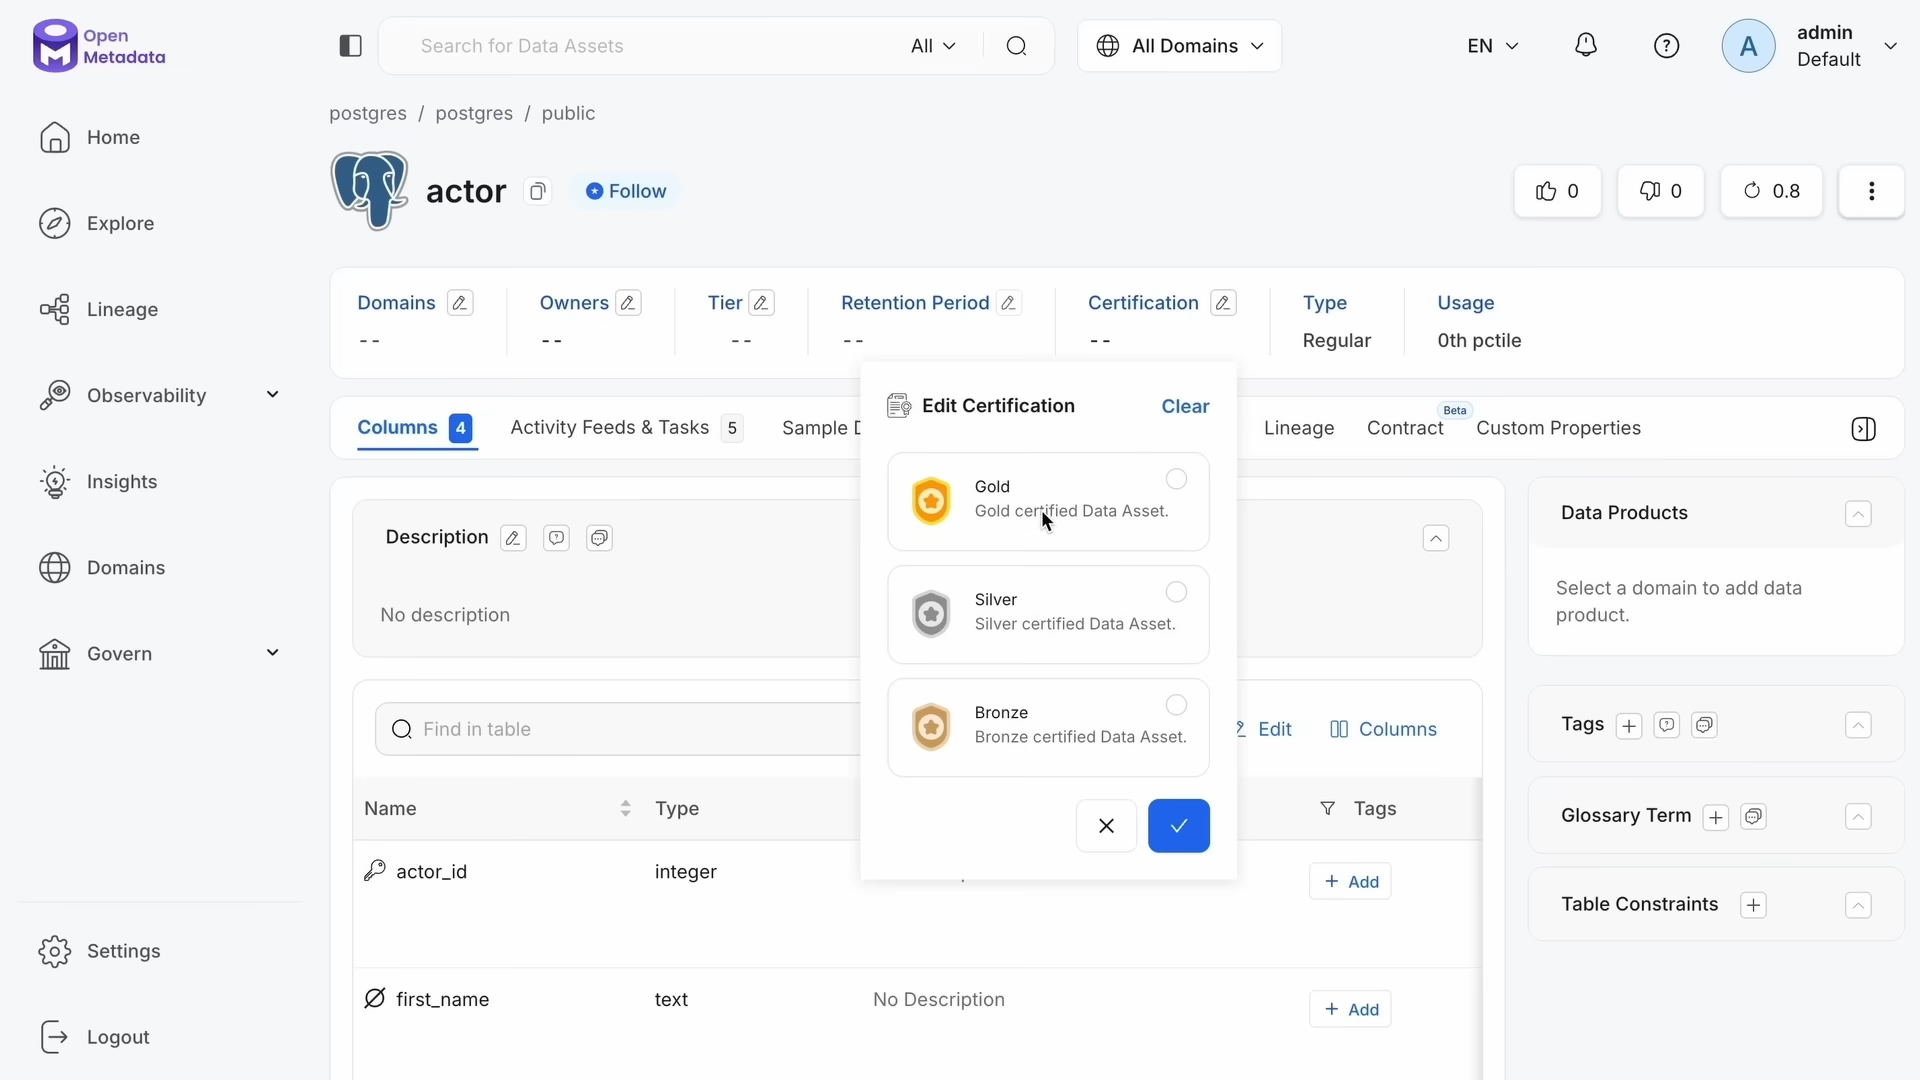 Open
Metadata
Search for Data Assets
All
All Domains
EN
A
admin
Default
Home
Explore
Lineage
Observability
Insights
Domains
Govern
Settings
Logout
postgres / postgres / public
actor
Follow
0
0
0.8
Domains
--
Owners
--
Tier
--
Retention Period
--
Certification
--
Type
Regular
Usage
0th pctile
Columns 4
Activity Feeds & Tasks 5
Sample D
Lineage
Contract
Beta
Custom Properties
Edit Certification
Clear
Gold
Gold certified Data Asset.
Silver
Silver certified Data Asset.
Bronze
Bronze certified Data Asset.
Description
No description
Find in table
Edit
Columns
Name
Type
Tags
actor_id
integer
+ Add
first_name
text
No Description
+ Add
Data Products
Select a domain to add data
product.
Tags
Glossary Term
Table Constraints